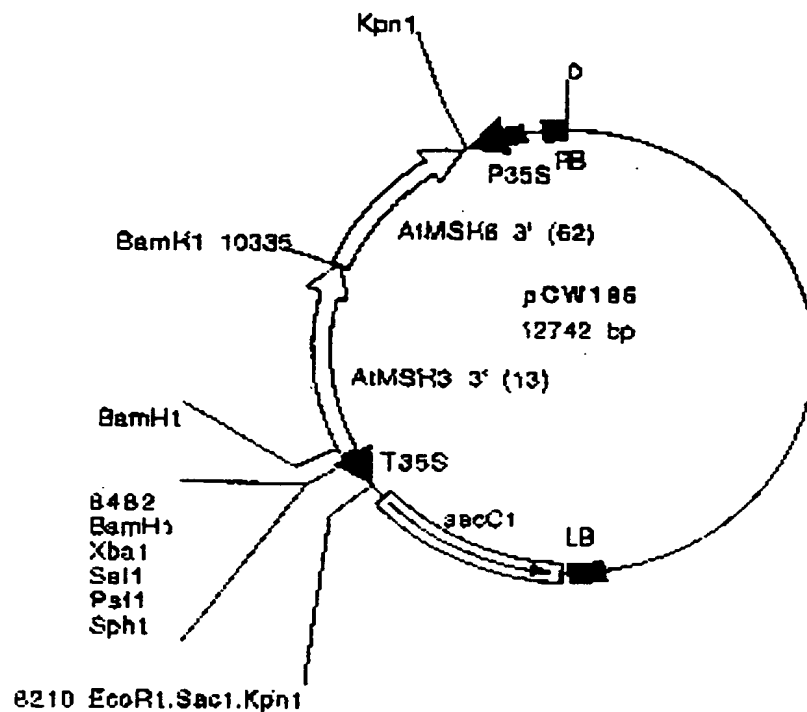 Kpn1
0
P35S
RB
AtMSH6 3' (62)
BamH1 10335
pCW186
12742 bp
AtMSH3 3' (13)
BamH1
T35S
8482
BamH1
Xba1
Sal1
Pst1
Sph1
aacC1
LB
8210 EcoR1.Sac1.Kpn1